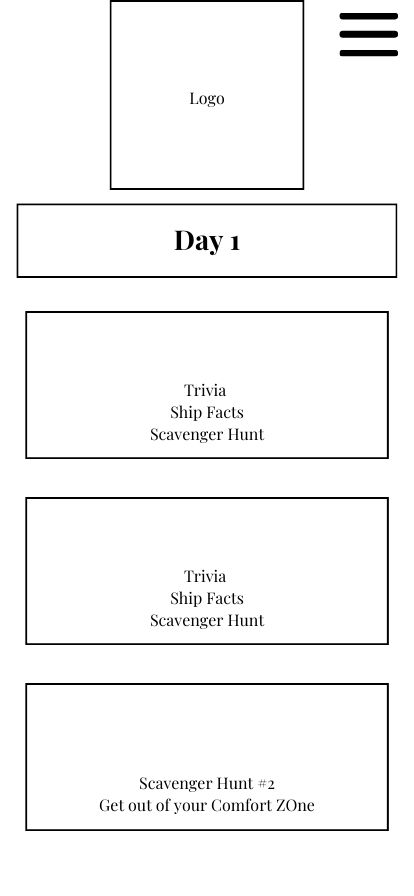 Logo
Day 1
Trivia
Ship Facts
Scavenger Hunt
Trivia
Ship Facts
Scavenger Hunt
Scavenger Hunt #2
Get out of your Comfort ZOne